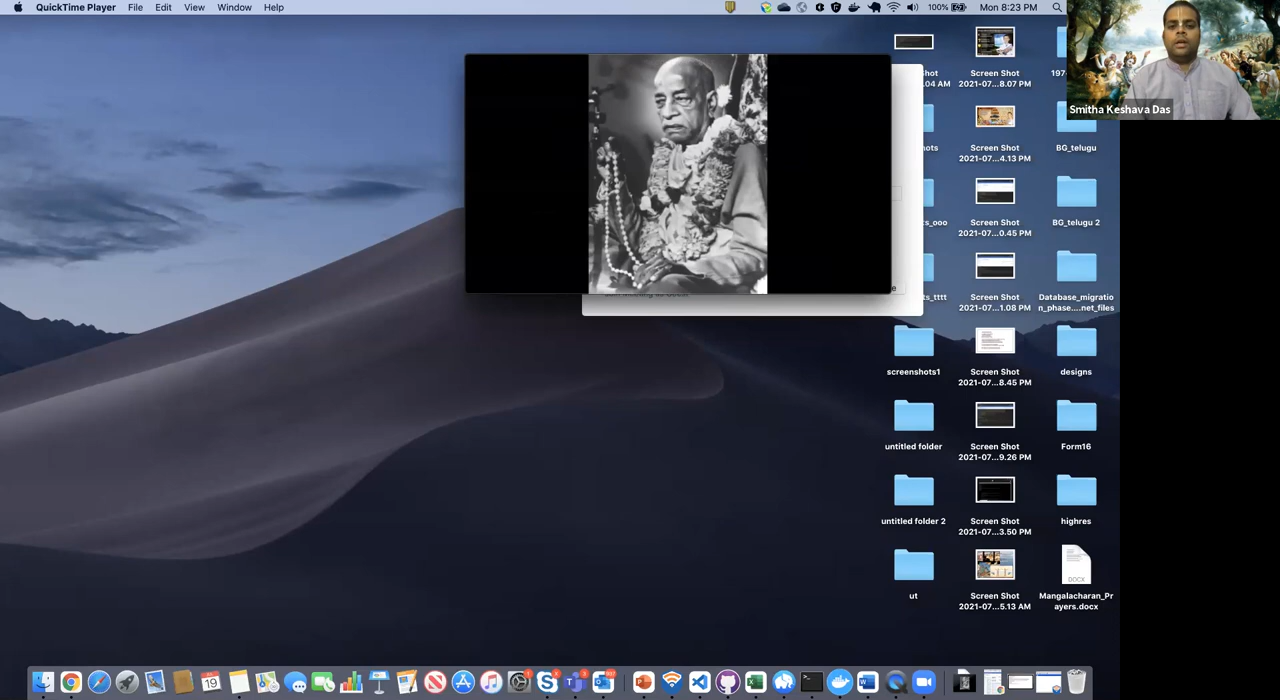 QuickTime Player File Edit View Window Help 100% Mon 8:23 PM
Smitha Keshava Das
Screen Shot
2021-07...8.07 PM
Screen Shot
2021-07...4.13 PM
BG_telugu
Screen Shot
2021-07...0.45 PM
BG_telugu 2
Screen Shot
2021-07...1.08 PM
Database_migratio
n_phase....net_files
screenshots1
Screen Shot
2021-07...8.45 PM
designs
untitled folder
Screen Shot
2021-07...9.26 PM
Form16
untitled folder 2
Screen Shot
2021-07...3.50 PM
highres
ut
Screen Shot
2021-07...5.13 AM
Mangalacharan_Pr
ayers.docx
DOCX